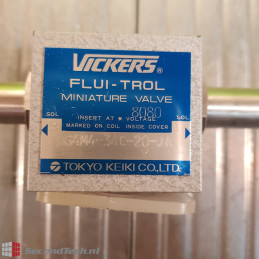 VICKERS®
FLUI-TROL
MINIATURE VALVE
8080
SOL INSERT AT * VOLTAGE SOL
MARKED ON COIL INSIDE COVER
TOKYO KEIKI CO.,LTD.
SecondTech.nl